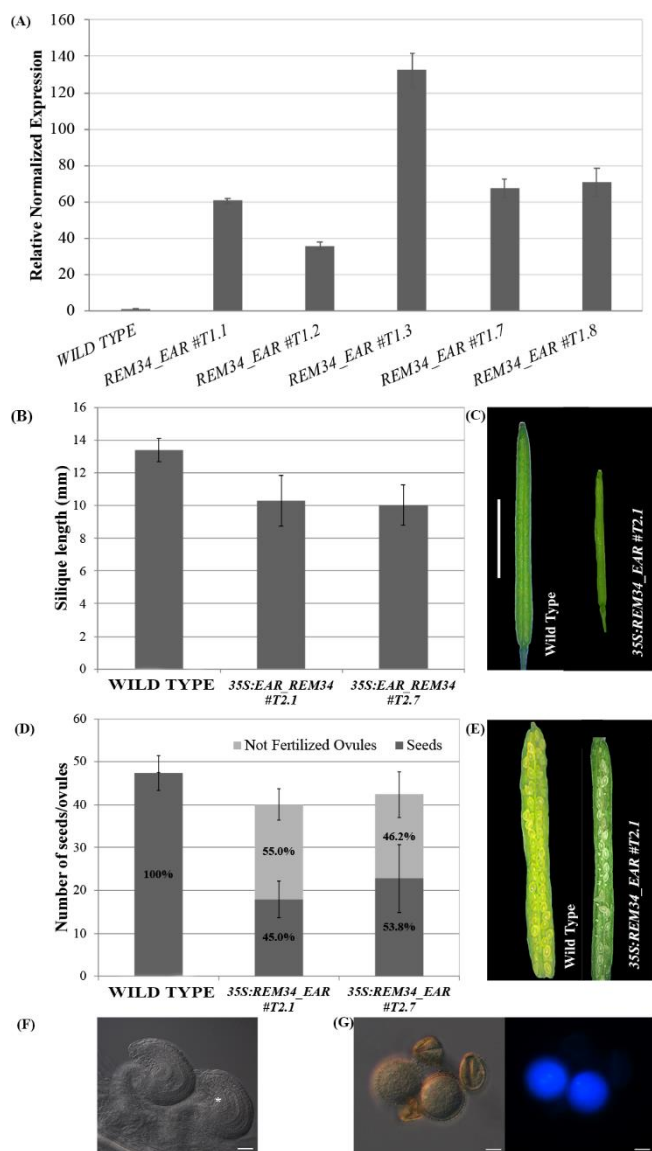 (A)
Relative Normalized Expression
160
140
120
100
80
60
40
20
0
WILD TYPE
REM34_EAR #T1.1
REM34_EAR #T1.2
REM34_EAR #T1.3
REM34_EAR #T1.7
REM34_EAR #T1.8
(B)
Silique length (mm)
16
14
12
10
8
6
4
2
0
WILD TYPE
35S:EAR_REM34
#T2.1
35S:EAR_REM34
#T2.7
(C)
Wild Type
35S:REM34_EAR #T2.1
(D)
Number of seeds/ovules
60
50
40
30
20
10
0
Not Fertilized Ovules
Seeds
100%
55.0%
45.0%
46.2%
53.8%
WILD TYPE
35S:REM34_EAR
#T2.1
35S:REM34_EAR
#T2.7
(E)
Wild Type
35S:REM34_EAR #T2.1
(F)
*
(G)